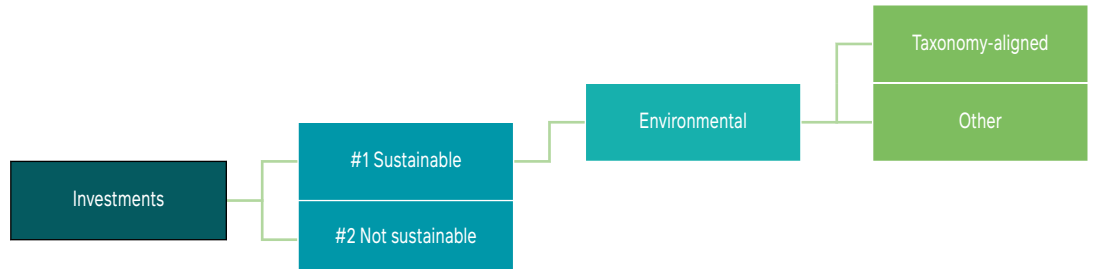 Investments
#1 Sustainable
#2 Not sustainable
Environmental
Taxonomy-aligned
Other